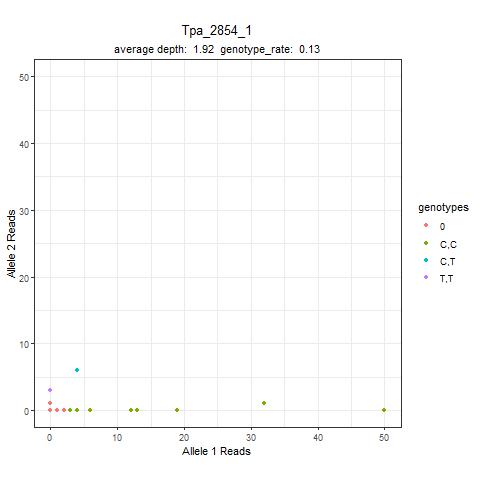 Tpa_2854_1
average depth:  1.92  genotype_rate:  0.13
50
40
30
20
10
0
Allele 2 Reads
0 10 20 30 40 50
Allele 1 Reads
genotypes
0
C,C
C,T
T,T